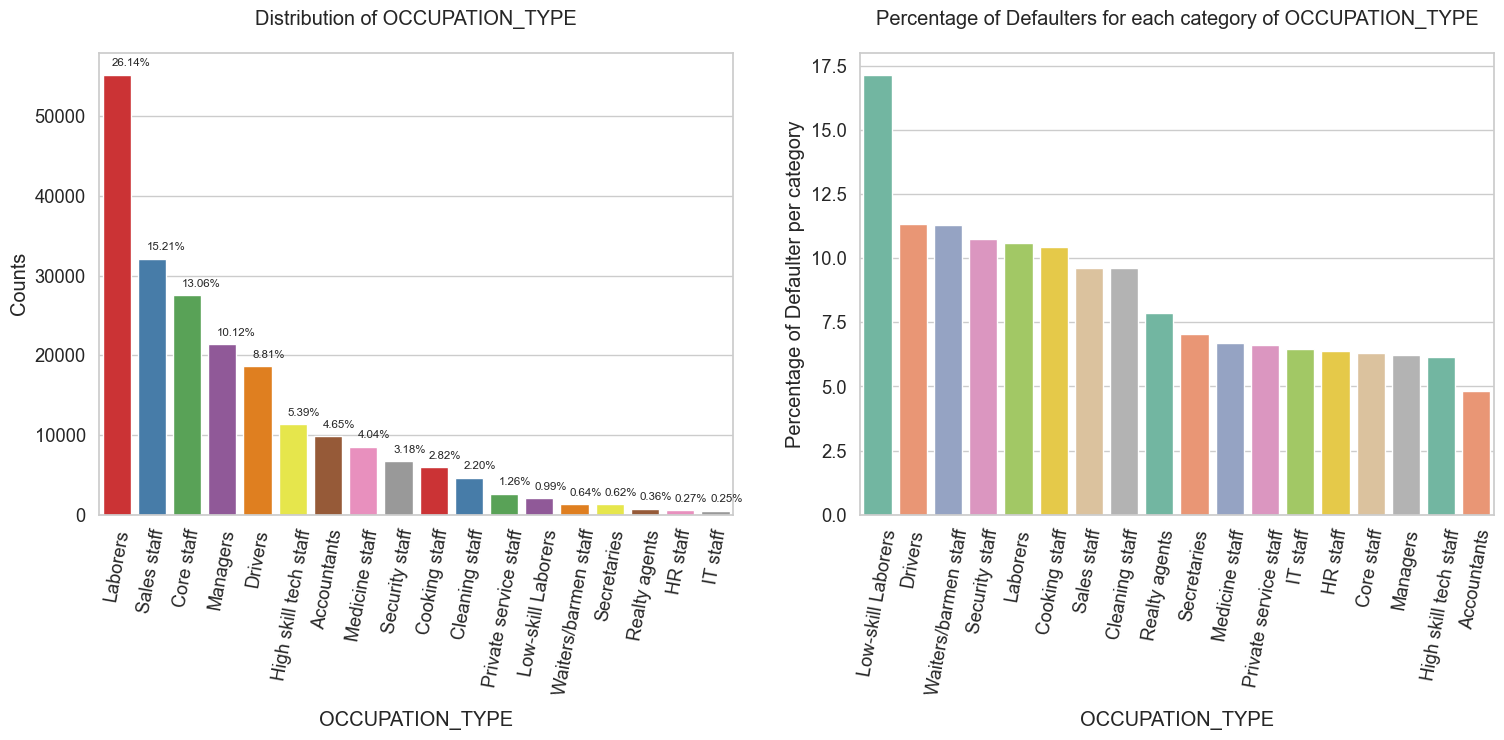 Distribution of OCCUPATION_TYPE
Counts
50000
40000
30000
20000
10000
0
26.14%
15.21%
13.06%
10.12%
8.81%
5.39%
4.65%
4.04%
3.18%
2.82%
2.20%
1.26%
0.99%
0.64%
0.62%
0.36%
0.27%
0.25%
Laborers
Sales staff
Core staff
Managers
Drivers
High skill tech staff
Accountants
Medicine staff
Security staff
Cooking staff
Cleaning staff
Private service staff
Low-skill Laborers
Waiters/barmen staff
Secretaries
Realty agents
HR staff
IT staff
OCCUPATION_TYPE
Percentage of Defaulters for each category of OCCUPATION_TYPE
Percentage of Defaulter per category
17.5
15.0
12.5
10.0
7.5
5.0
2.5
0.0
Low-skill Laborers
Drivers
Waiters/barmen staff
Security staff
Laborers
Cooking staff
Sales staff
Cleaning staff
Realty agents
Secretaries
Medicine staff
Private service staff
IT staff
HR staff
Core staff
Managers
High skill tech staff
Accountants
OCCUPATION_TYPE